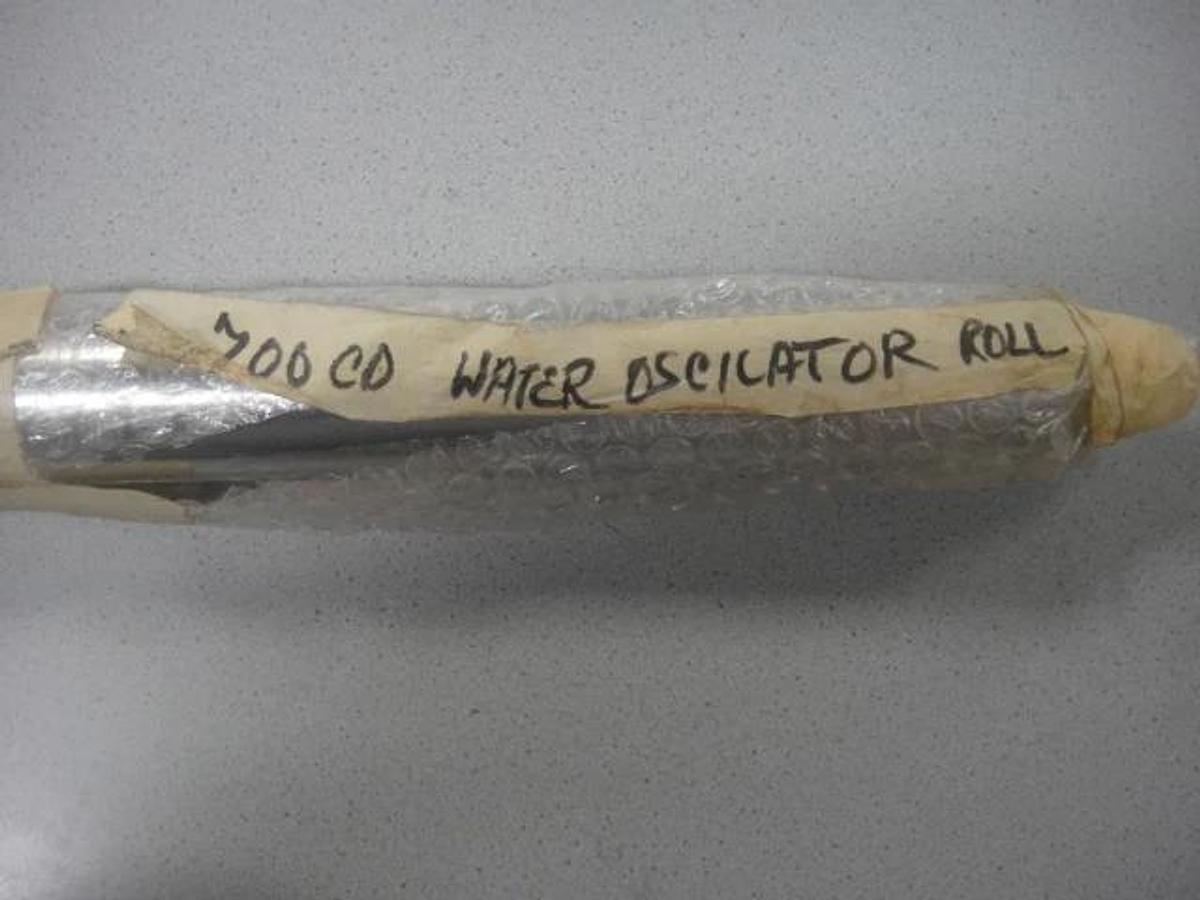 700 CD WATER OSCILATOR ROLL